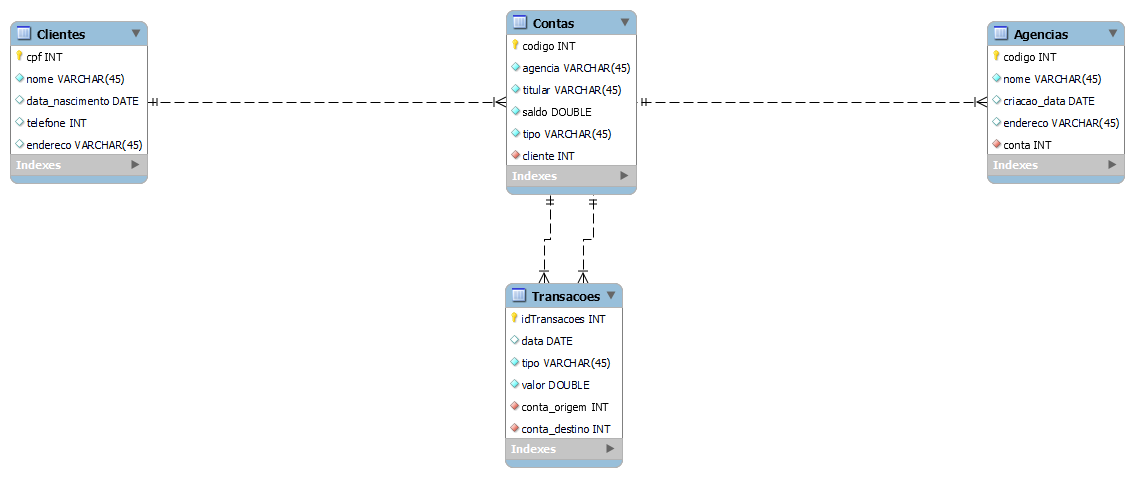 Clientes
cpf INT
nome VARCHAR(45)
data_nascimento DATE
telefone INT
endereco VARCHAR(45)
Indexes
Contas
codigo INT
agencia VARCHAR(45)
titular VARCHAR(45)
saldo DOUBLE
tipo VARCHAR(45)
cliente INT
Indexes
Agencias
codigo INT
nome VARCHAR(45)
criacao_data DATE
endereco VARCHAR(45)
conta INT
Indexes
Transacoes
idTransacoes INT
data DATE
tipo VARCHAR(45)
valor DOUBLE
conta_origem INT
conta_destino INT
Indexes